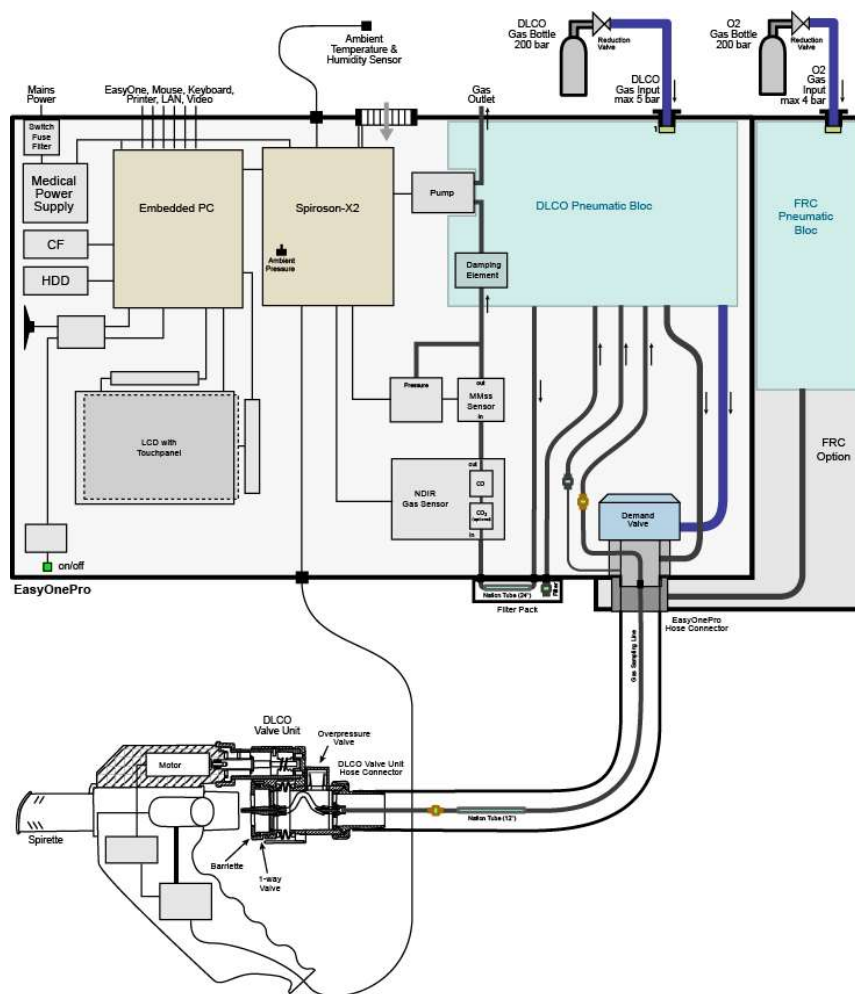 DLCO
Gas Bottle
200 bar
Reduction
Valve
O2
Gas Bottle
200 bar
Reduction
Valve
Ambient
Temperature &
Humidity Sensor
DLCO
Gas Input
max 5 bar
O2
Gas
Input
max 4 bar
Mains
Power
EasyOne, Mouse, Keyboard,
Printer, LAN, Video
Gas
Outlet
Switch
Fuse
Filter
Medical
Power
Supply
Embedded PC
Spiroson-X2
Pump
DLCO Pneumatic Bloc
FRC
Pneumatic
Bloc
CF
HDD
Ambient
Pressure
Damping
Element
Pressure
out
MMss
Sensor
in
LCD with
Touchpanel
NDIR
Gas Sensor
out
CO
CO₂
(optional)
in
FRC
Option
Demand
Valve
on/off
EasyOnePro
Nafion Tube (24")
Filter
Filter Pack
EasyOnePro
Hose Connector
Gas Sampling Line
DLCO
Valve Unit
Overpressure
Valve
DLCO Valve Unit
Hose Connector
Motor
Nafion Tube (12")
Spirette
Barriette
1-way
Valve